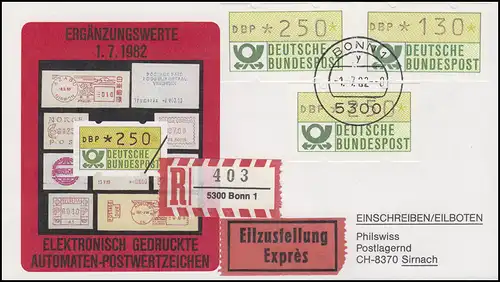 ERGÄNZUNGSWERTE
1.7.1982
DBP *250
DEUTSCHE
BUNDESPOST
ELEKTRONISCH GEDRUCKTE
AUTOMATEN-POSTWERTZEICHEN
DBP *250
DEUTSCHE
BUNDESPOST
DBP *130
DEUTSCHE
BUNDESPOST
BONN 1
y
5300
DBP
DEUTSCHE
BUNDESPOST
R
403
5300 Bonn 1
Eilzustellung
Exprès
EINSCHREIBEN/EILBOTEN
Philswiss
Postlagernd
CH-8370 Sirnach